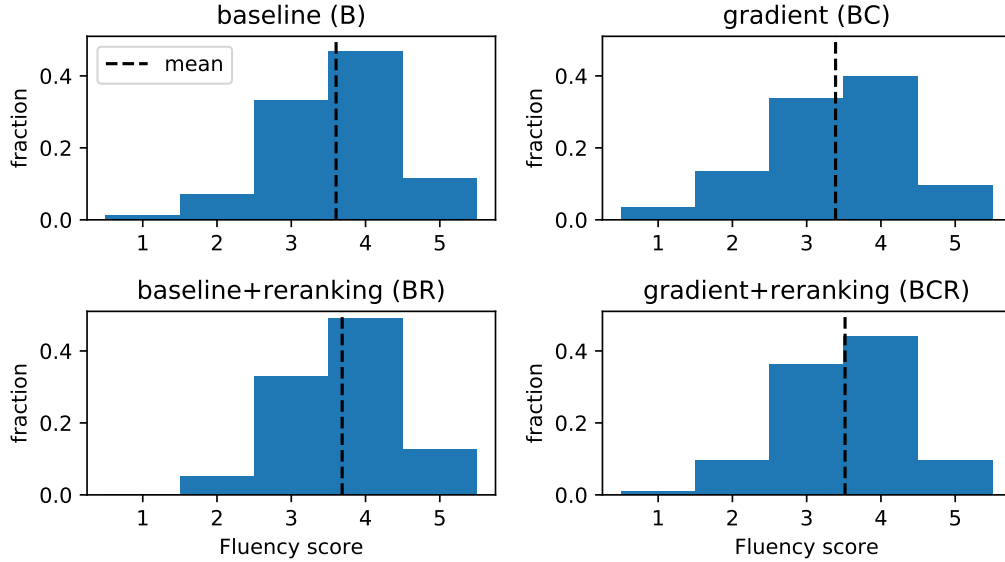 baseline (B)
gradient (BC)
mean
fraction
0.4
0.2
0.0
1 2 3 4 5
fraction
0.4
0.2
0.0
1 2 3 4 5
baseline+reranking (BR)
gradient+reranking (BCR)
fraction
0.4
0.2
0.0
1 2 3 4 5
Fluency score
fraction
0.4
0.2
0.0
1 2 3 4 5
Fluency score